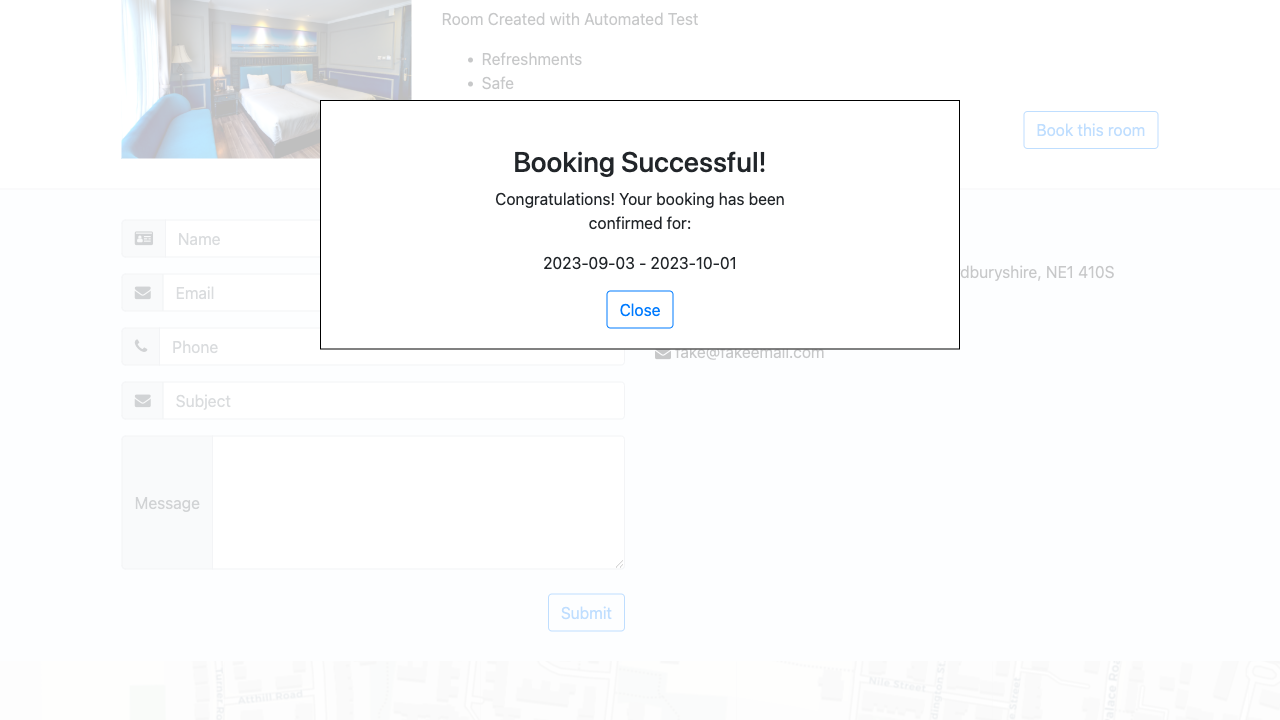 Room Created with Automated Test
Refreshments
Safe
Book this room
Booking Successful!
Congratulations! Your booking has been
confirmed for:
2023-09-03 - 2023-10-01
Close
Name
Email
Phone
Subject
Message
Submit
dburyshire, NE1 410S
fake@fakeemail.com
Althill Road
Nile Street